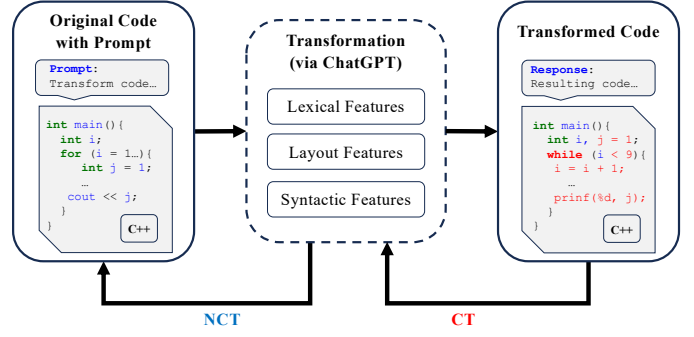 Original Code
with Prompt
Prompt:
Transform code…
int main(){
int i;
for (i = 1…){
int j = 1;
…
cout << j;
}
}
C++
Transformation
(via ChatGPT)
Lexical Features
Layout Features
Syntactic Features
Transformed Code
Response:
Resulting code…
int main(){
int i, j = 1;
while (i < 9){
i = i + 1;
…
prinf(%d, j);
}
}
C++
NCT
CT